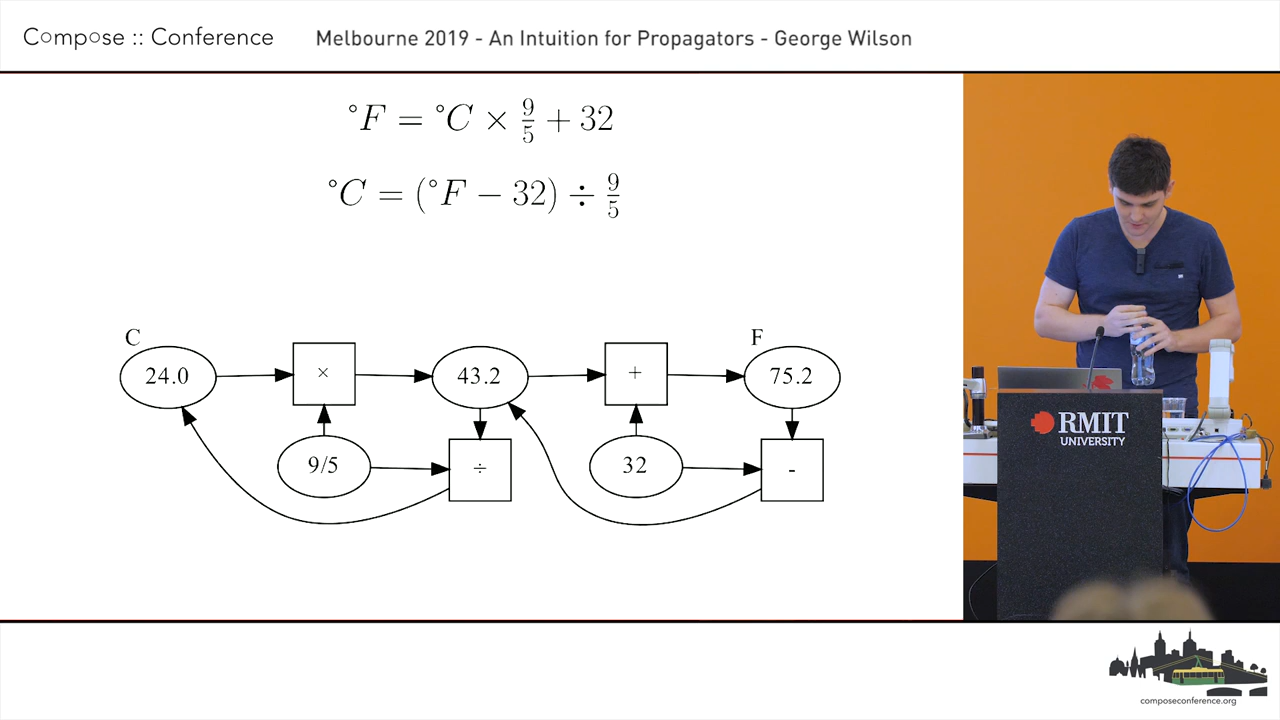 Compose :: Conference
Melbourne 2019 - An Intuition for Propagators - George Wilson
°F = °C × 9/5 + 32
°C = (°F − 32) ÷ 9/5
C
F
24.0
×
43.2
+
75.2
9/5
÷
32
-
RMIT
UNIVERSITY
composeconference.org